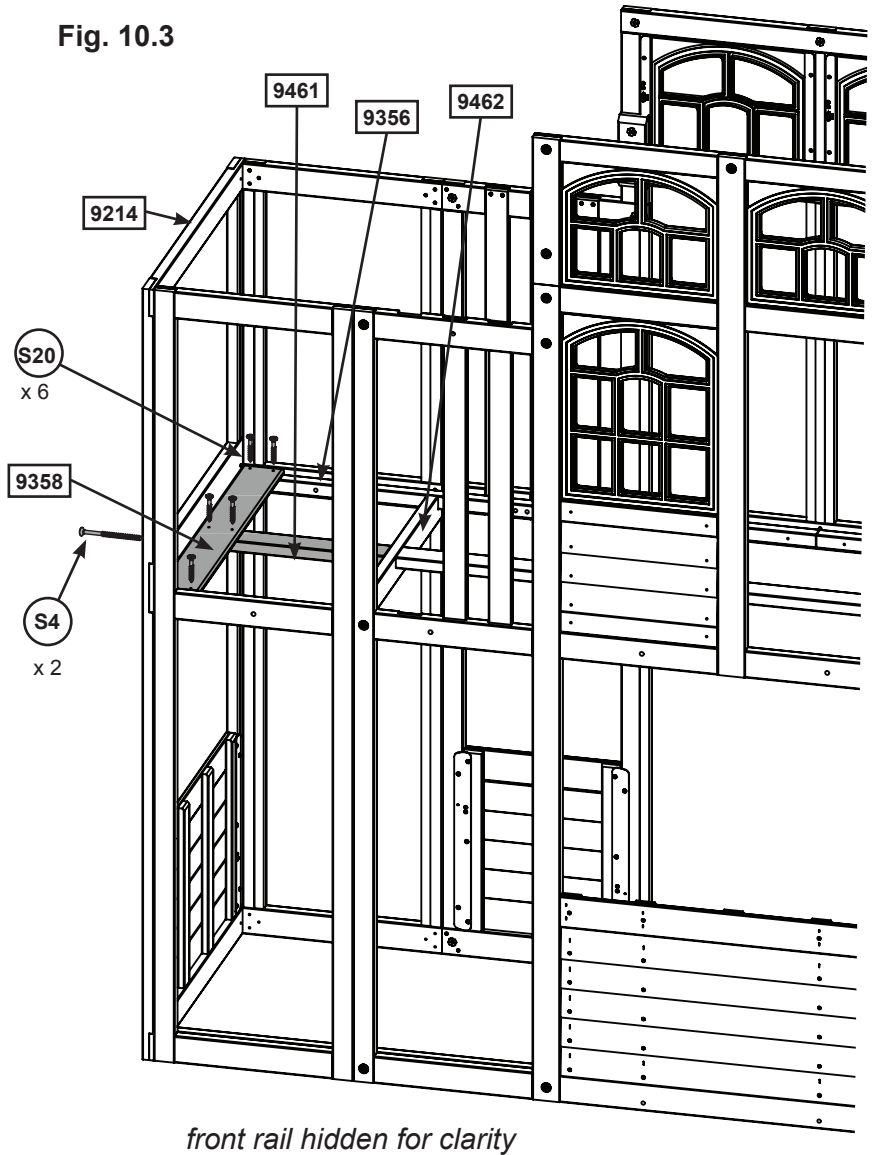 Fig. 10.3
9461
9356
9462
9214
S20
x 6
9358
S4
x 2
front rail hidden for clarity